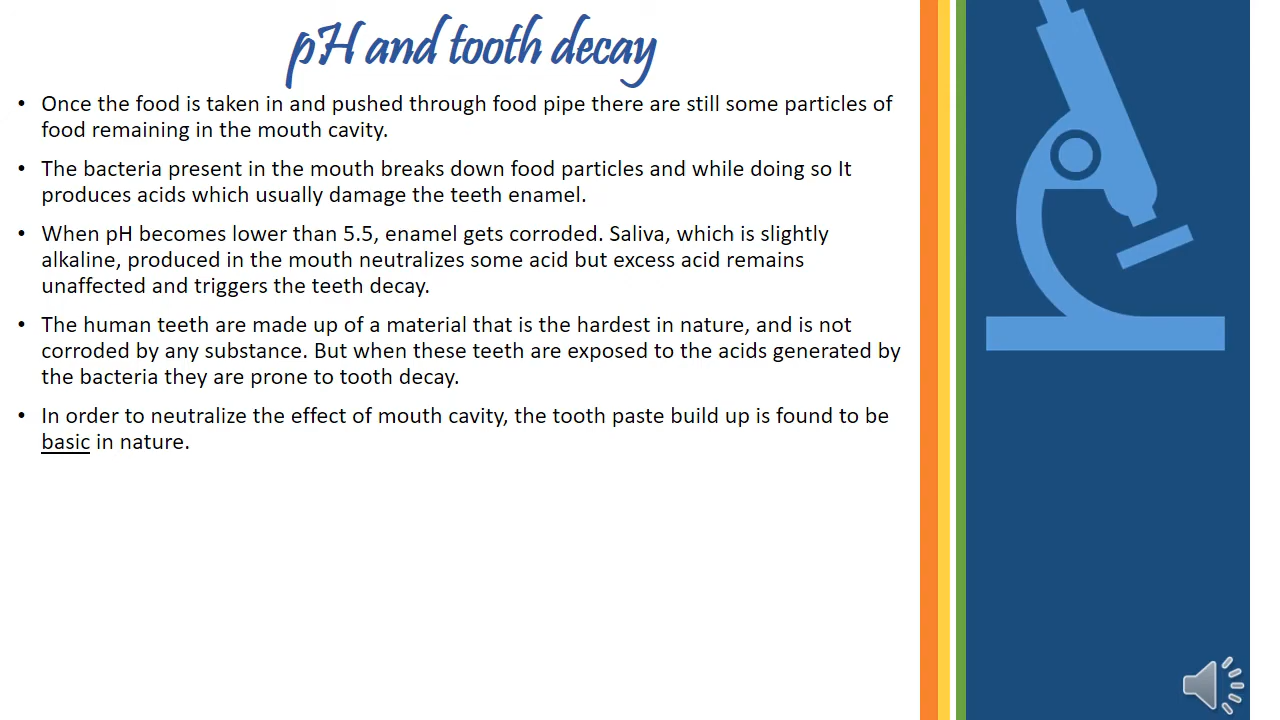 pH and tooth decay
• Once the food is taken in and pushed through food pipe there are still some particles of
food remaining in the mouth cavity.
• The bacteria present in the mouth breaks down food particles and while doing so It
produces acids which usually damage the teeth enamel.
• When pH becomes lower than 5.5, enamel gets corroded. Saliva, which is slightly
alkaline, produced in the mouth neutralizes some acid but excess acid remains
unaffected and triggers the teeth decay.
• The human teeth are made up of a material that is the hardest in nature, and is not
corroded by any substance. But when these teeth are exposed to the acids generated by
the bacteria they are prone to tooth decay.
• In order to neutralize the effect of mouth cavity, the tooth paste build up is found to be
basic in nature.